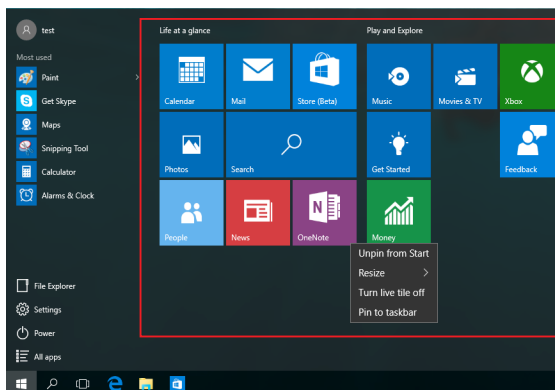 test
Most used
Paint
Get Skype
Maps
Snipping Tool
Calculator
Alarms & Clock
File Explorer
Settings
Power
All apps
Life at a glance
Calendar
Mail
Store (Beta)
Photos
Search
People
News
OneNote
Play and Explore
Music
Movies & TV
Xbox
Get Started
Feedback
Money
Unpin from Start
Resize
Turn live tile off
Pin to taskbar